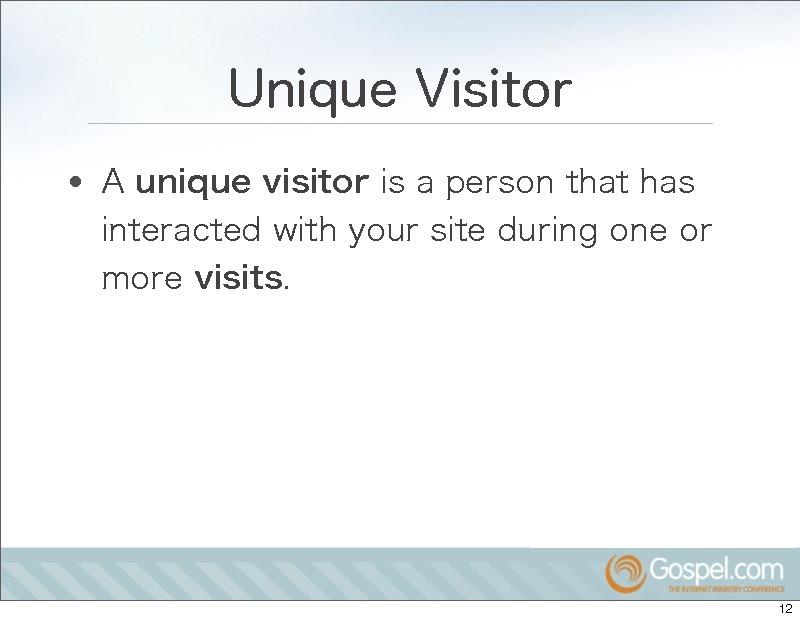 Unique Visitor
• A unique visitor is a person that has
interacted with your site during one or
more visits.
Gospel.com
THE INTERNET MINISTRY CONFERENCE
12